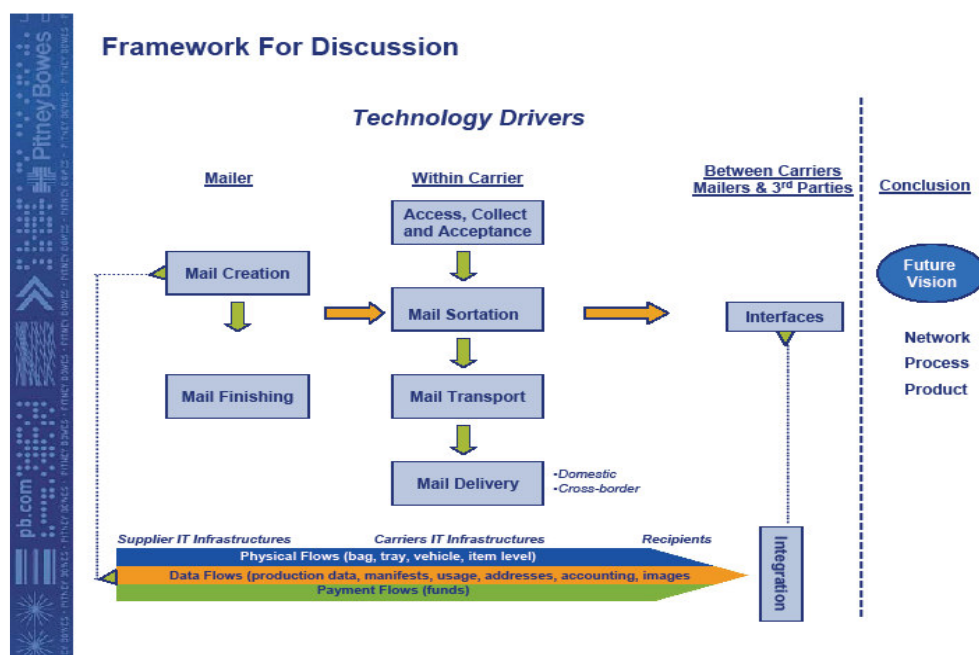 Framework For Discussion
Technology Drivers
Mailer
Within Carrier
Between Carriers
Mailers & 3rd Parties
Conclusion
Access, Collect
and Acceptance
Mail Creation
Mail Sortation
Interfaces
Future
Vision
Network
Process
Product
Mail Finishing
Mail Transport
Mail Delivery
•Domestic
•Cross-border
Supplier IT Infrastructures
Carriers IT Infrastructures
Recipients
Physical Flows (bag, tray, vehicle, item level)
Data Flows (production data, manifests, usage, addresses, accounting, images
Payment Flows (funds)
Integration
Pitney Bowes
pb.com